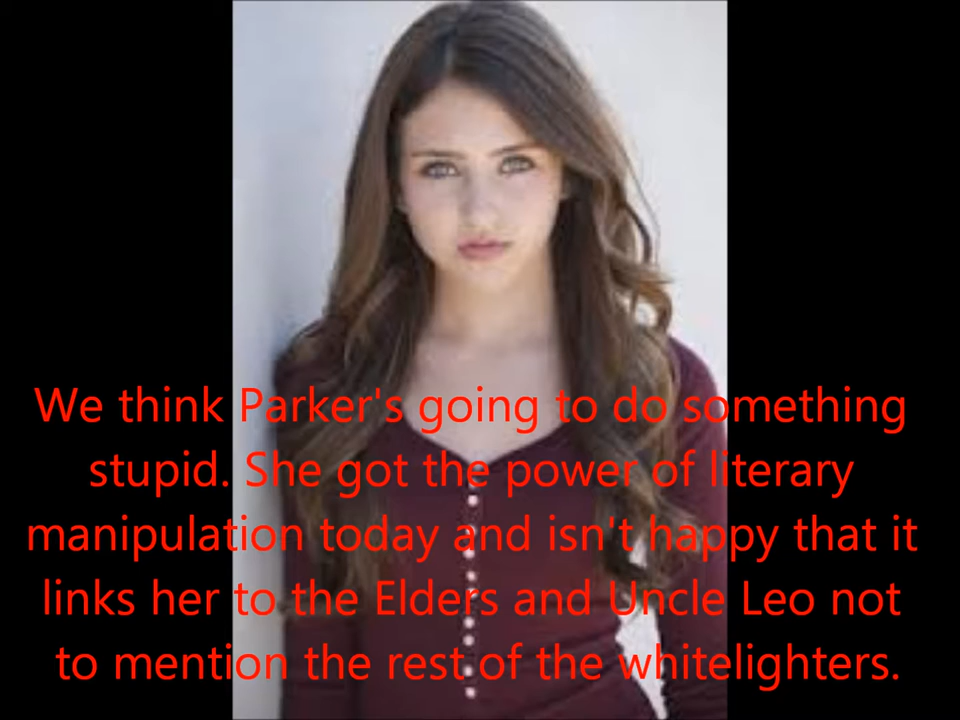 We think Parker's going to do something
stupid. She got the power of literary
manipulation today and isn't happy that it
links her to the Elders and Uncle Leo not
to mention the rest of the whitelighters.